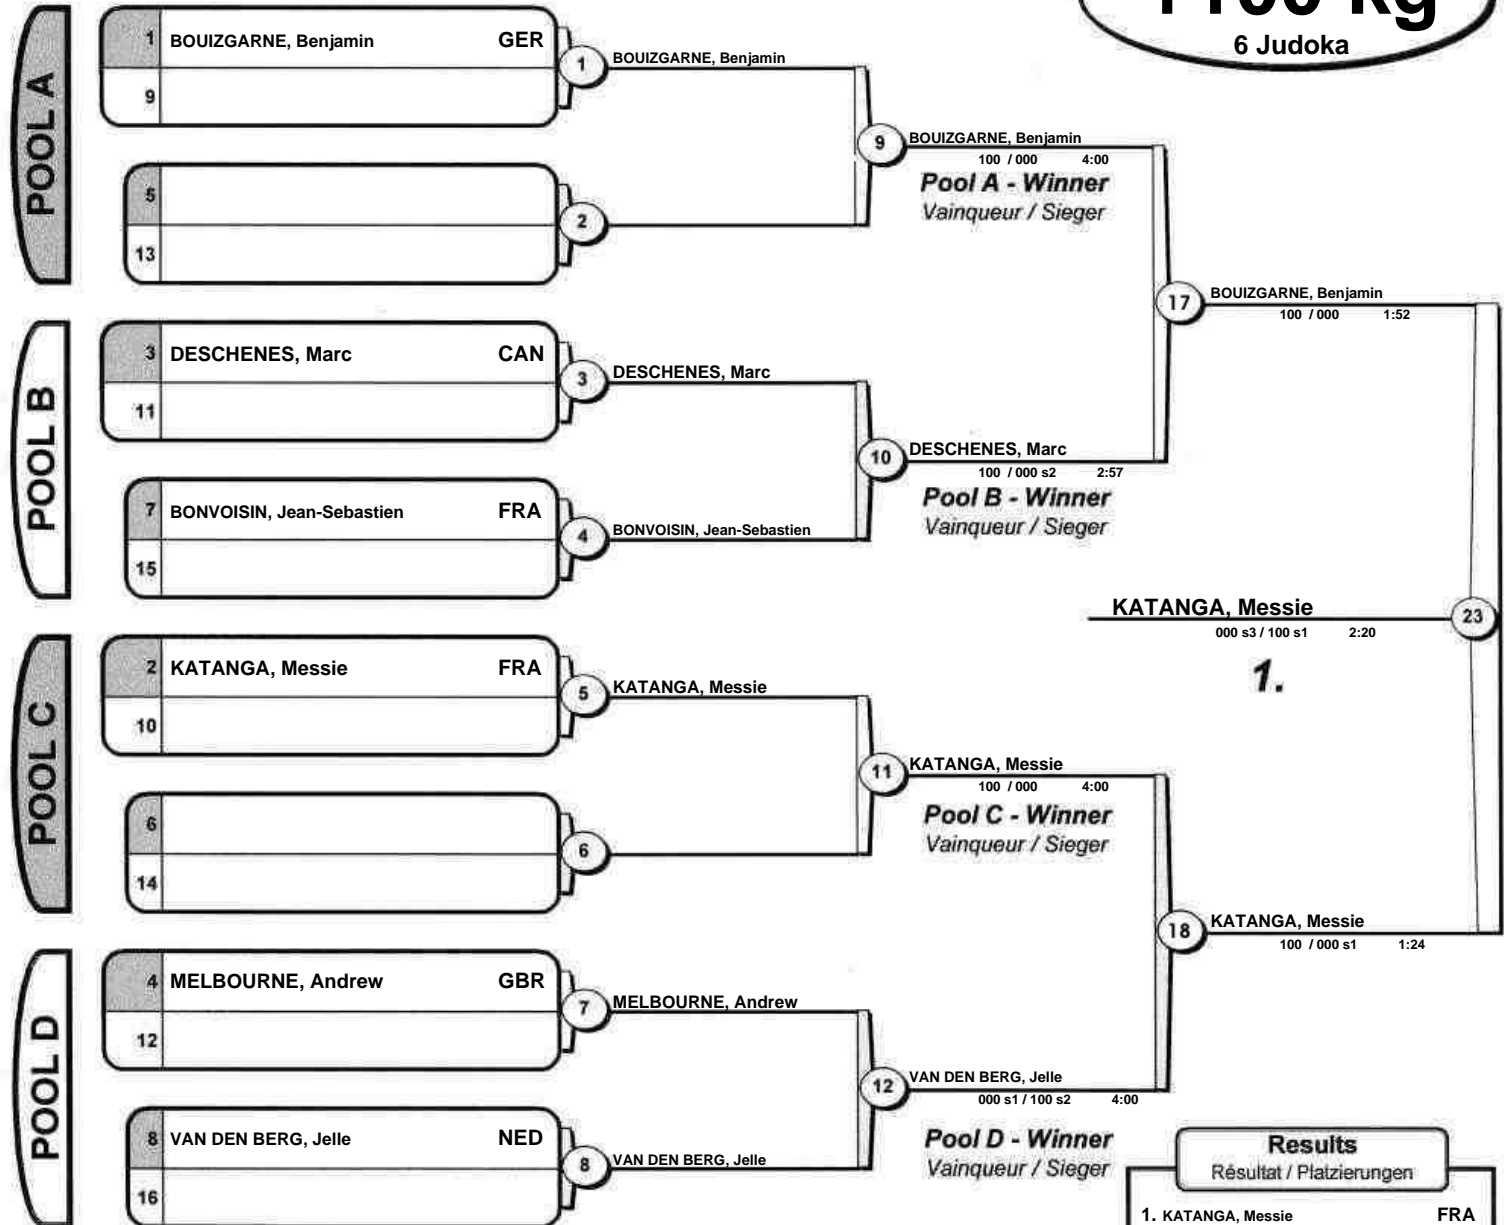 6 Judoka
POOL A
1 BOUIZGARNE, Benjamin GER
9
5
13
1 BOUIZGARNE, Benjamin
2
9 BOUIZGARNE, Benjamin
100 / 000 4:00
Pool A - Winner
Vainqueur / Sieger
POOL B
3 DESCHENES, Marc CAN
11
7 BONVOISIN, Jean-Sebastien FRA
15
3 DESCHENES, Marc
4 BONVOISIN, Jean-Sebastien
10 DESCHENES, Marc
100 / 000 s2 2:57
Pool B - Winner
Vainqueur / Sieger
17 BOUIZGARNE, Benjamin
100 / 000 1:52
KATANGA, Messie 23
000 s3 / 100 s1 2:20
1.
POOL C
2 KATANGA, Messie FRA
10
6
14
5 KATANGA, Messie
6
11 KATANGA, Messie
100 / 000 4:00
Pool C - Winner
Vainqueur / Sieger
POOL D
4 MELBOURNE, Andrew GBR
12
8 VAN DEN BERG, Jelle NED
16
7 MELBOURNE, Andrew
8 VAN DEN BERG, Jelle
12 VAN DEN BERG, Jelle
000 s1 / 100 s2 4:00
Pool D - Winner
Vainqueur / Sieger
18 KATANGA, Messie
100 / 000 s1 1:24
Results
Résultat / Platzierungen
1. KATANGA, Messie FRA